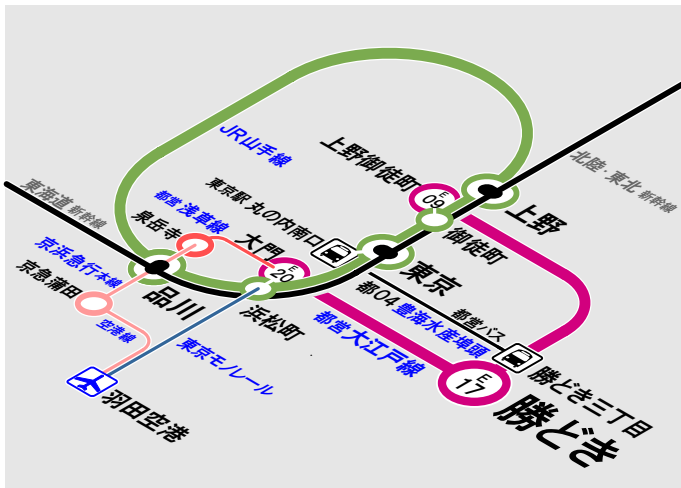 JR山手線
上野御徒町
E
09
北陸・東北 新幹線
上野
御徒町
東海道 新幹線
都営 浅草線
泉岳寺
東京駅 丸の内南口
大門
E
20
東京
京浜急行本線
京急蒲田
品川
浜松町
空港線
東京モノレール
都04 豊海水産埠頭
都営バス
都営大江戸線
勝どき三丁目
E
17
勝どき
羽田空港